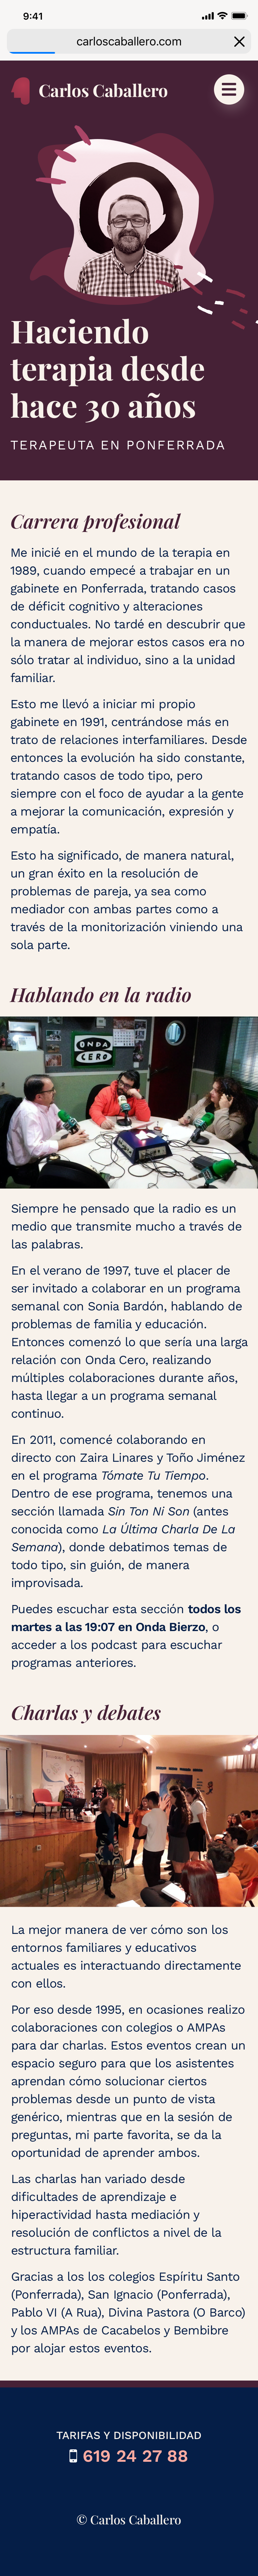 9:41
carloscaballero.com
Carlos Caballero
Haciendo
terapia desde
hace 30 años
TERAPEUTA EN PONFERRADA
Carrera profesional
Me inicié en el mundo de la terapia en
1989, cuando empecé a trabajar en un
gabinete en Ponferrada, tratando casos
de déficit cognitivo y alteraciones
conductuales. No tardé en descubrir que
la manera de mejorar estos casos era no
sólo tratar al individuo, sino a la unidad
familiar.
Esto me llevó a iniciar mi propio
gabinete en 1991, centrándose más en
trato de relaciones interfamiliares. Desde
entonces la evolución ha sido constante,
tratando casos de todo tipo, pero
siempre con el foco de ayudar a la gente
a mejorar la comunicación, expresión y
empatía.
Esto ha significado, de manera natural,
un gran éxito en la resolución de
problemas de pareja, ya sea como
mediador con ambas partes como a
través de la monitorización viniendo una
sola parte.
Hablando en la radio
ONDA
CERO
Siempre he pensado que la radio es un
medio que transmite mucho a través de
las palabras.
En el verano de 1997, tuve el placer de
ser invitado a colaborar en un programa
semanal con Sonia Bardón, hablando de
problemas de familia y educación.
Entonces comenzó lo que sería una larga
relación con Onda Cero, realizando
múltiples colaboraciones durante años,
hasta llegar a un programa semanal
continuo.
En 2011, comencé colaborando en
directo con Zaira Linares y Toño Jiménez
en el programa Tómate Tu Tiempo.
Dentro de ese programa, tenemos una
sección llamada Sin Ton Ni Son (antes
conocida como La Última Charla De La
Semana), donde debatimos temas de
todo tipo, sin guión, de manera
improvisada.
Puedes escuchar esta sección todos los
martes a las 19:07 en Onda Bierzo, o
acceder a los podcast para escuchar
programas anteriores.
Charlas y debates
La mejor manera de ver cómo son los
entornos familiares y educativos
actuales es interactuando directamente
con ellos.
Por eso desde 1995, en ocasiones realizo
colaboraciones con colegios o AMPAs
para dar charlas. Estos eventos crean un
espacio seguro para que los asistentes
aprendan cómo solucionar ciertos
problemas desde un punto de vista
genérico, mientras que en la sesión de
preguntas, mi parte favorita, se da la
oportunidad de aprender ambos.
Las charlas han variado desde
dificultades de aprendizaje e
hiperactividad hasta mediación y
resolución de conflictos a nivel de la
estructura familiar.
Gracias a los los colegios Espíritu Santo
(Ponferrada), San Ignacio (Ponferrada),
Pablo VI (A Rua), Divina Pastora (O Barco)
y los AMPAs de Cacabelos y Bembibre
por alojar estos eventos.
TARIFAS Y DISPONIBILIDAD
619 24 27 88
© Carlos Caballero